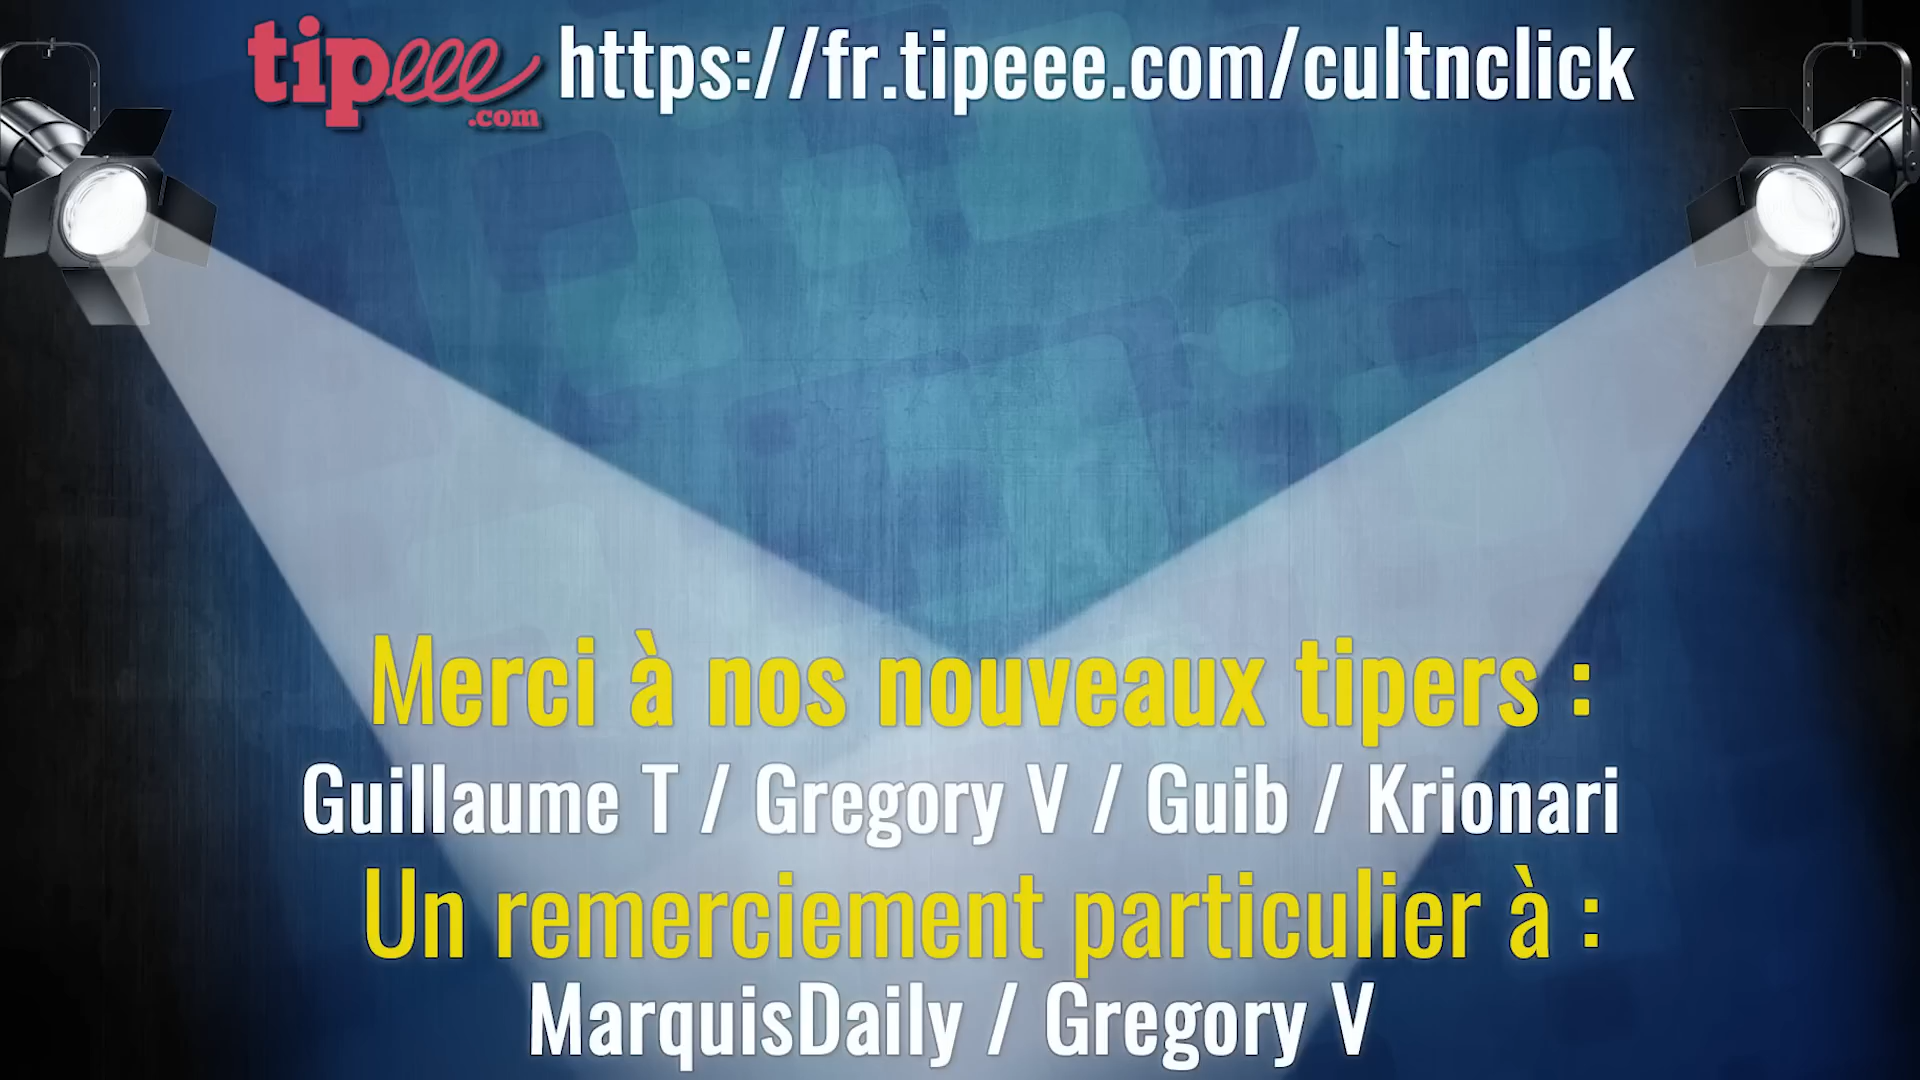 tipeee.com https://fr.tipeee.com/cultnclick
Merci à nos nouveaux tipers :
Guillaume T / Gregory V / Guib / Krionari
Un remerciement particulier à :
MarquisDaily / Gregory V